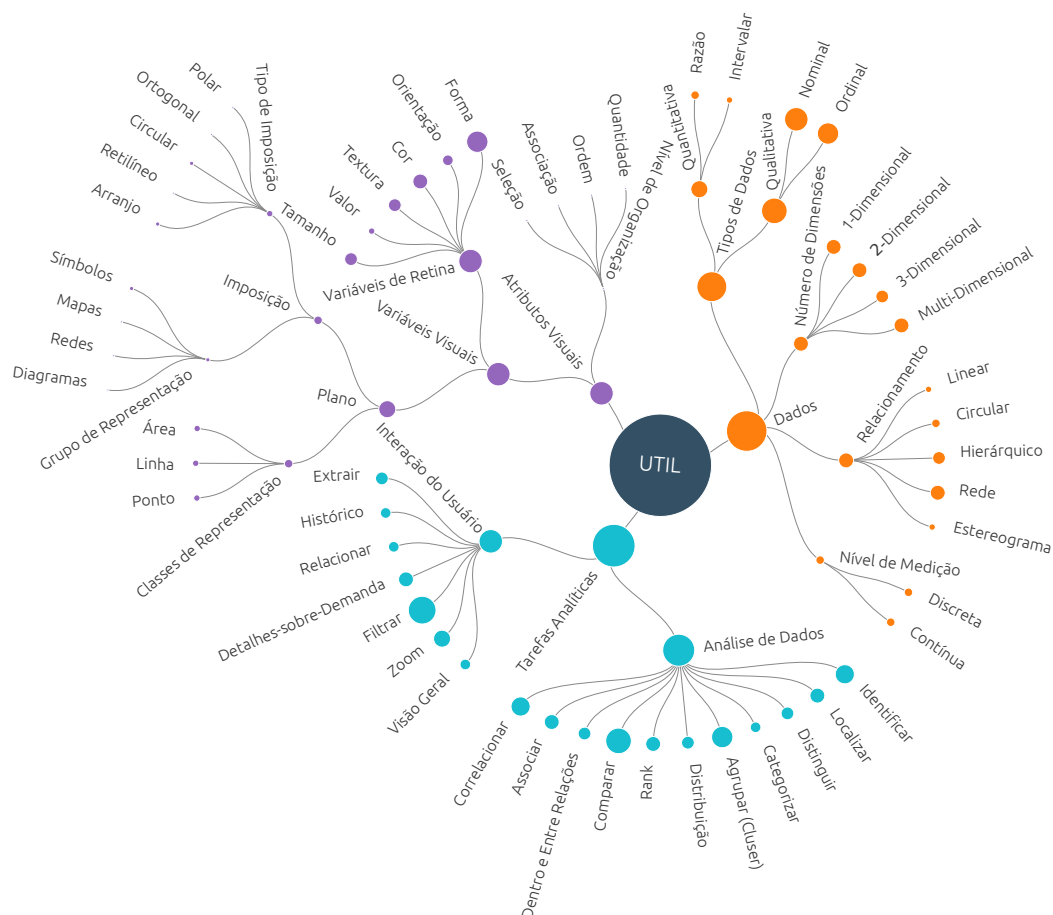 UTIL
Dados
Tipos de Dados
Quantitativa
Razão
Intervalar
Qualitativa
Nominal
Ordinal
Número de Dimensões
1-Dimensional
2-Dimensional
3-Dimensional
Multi-Dimensional
Relacionamento
Linear
Circular
Hierárquico
Rede
Estereograma
Nível de Medição
Discreta
Contínua
Tarefas Analíticas
Análise de Dados
Identificar
Localizar
Distinguir
Categorizar
Agrupar (Cluser)
Distribuição
Rank
Comparar
Dentro e Entre Relações
Associar
Correlacionar
Interação do Usuário
Visão Geral
Zoom
Filtrar
Detalhes-sobre-Demanda
Relacionar
Histórico
Extrair
Atributos Visuais
Variáveis Visuais
Plano
Classes de Representação
Ponto
Linha
Área
Imposição
Grupo de Representação
Diagramas
Redes
Mapas
Símbolos
Tipo de Imposição
Arranjo
Retilíneo
Circular
Ortogonal
Polar
Variáveis de Retina
Tamanho
Valor
Textura
Cor
Orientação
Forma
Nível de Organização
Seleção
Associação
Ordem
Quantidade